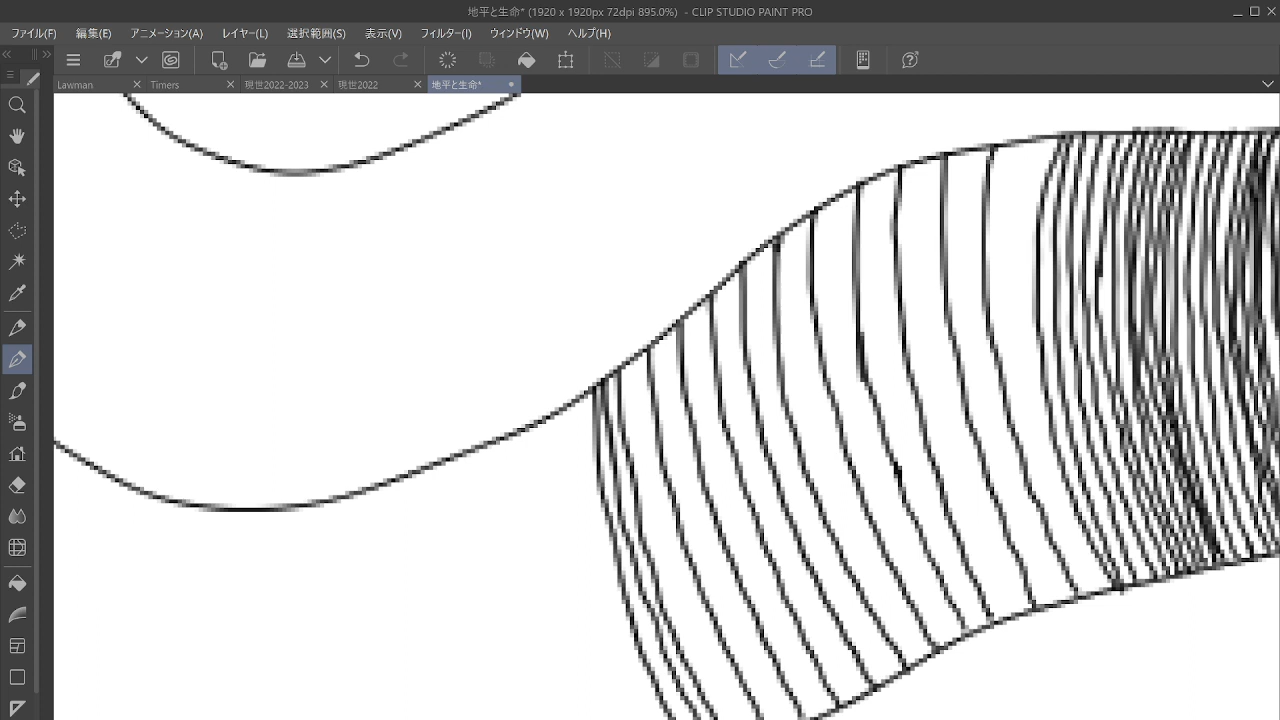 地平と生命* (1920 x 1920px 72dpi 895.0%) - CLIP STUDIO PAINT PRO
ファイル(F) 編集(E) アニメーション(A) レイヤー(L) 選択範囲(S) 表示(V) フィルター(I) ウィンドウ(W) ヘルプ(H)
Lawman Timers 現世2022-2023 現世2022 地平と生命*